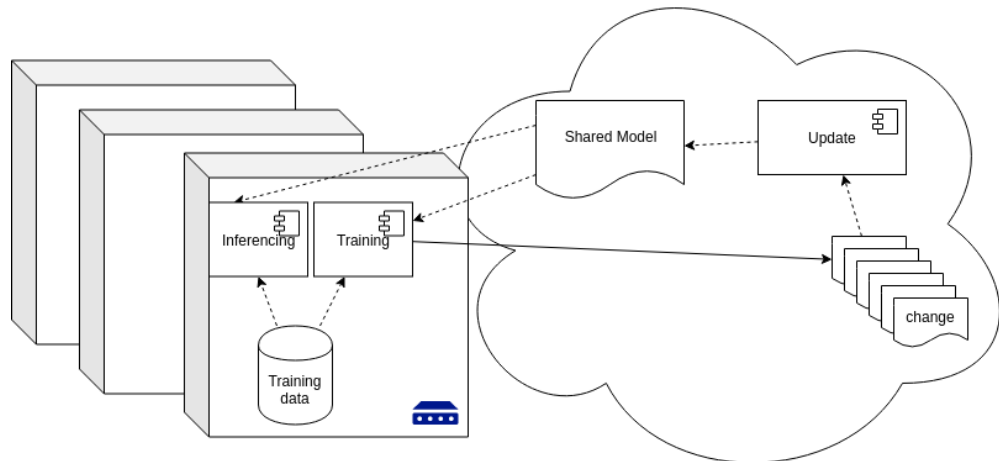 Shared Model
Update
Inferencing
Training
change
Training
data